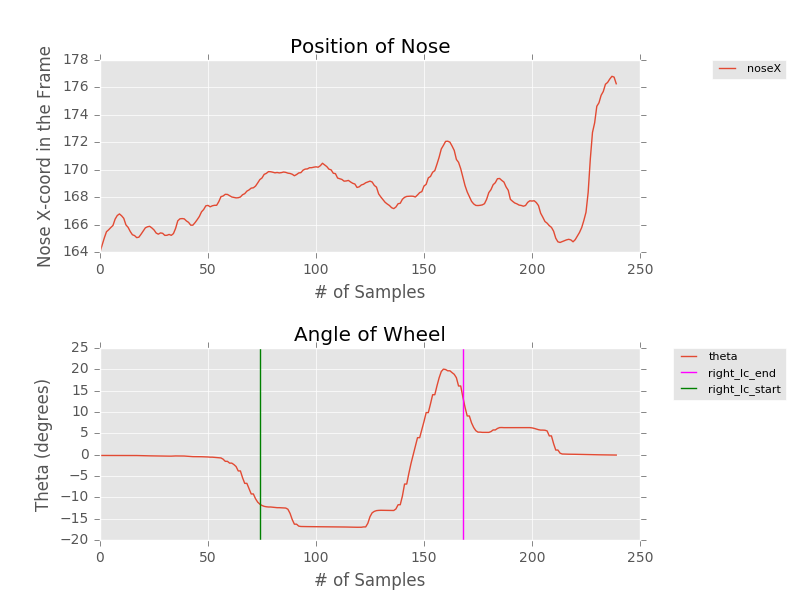 Position of Nose
noseX
Nose X-coord in the Frame
178
176
174
172
170
168
166
164
0 50 100 150 200 250
# of Samples
Angle of Wheel
theta
right_lc_end
right_lc_start
Theta (degrees)
25
20
15
10
5
0
−5
−10
−15
−20
0 50 100 150 200 250
# of Samples